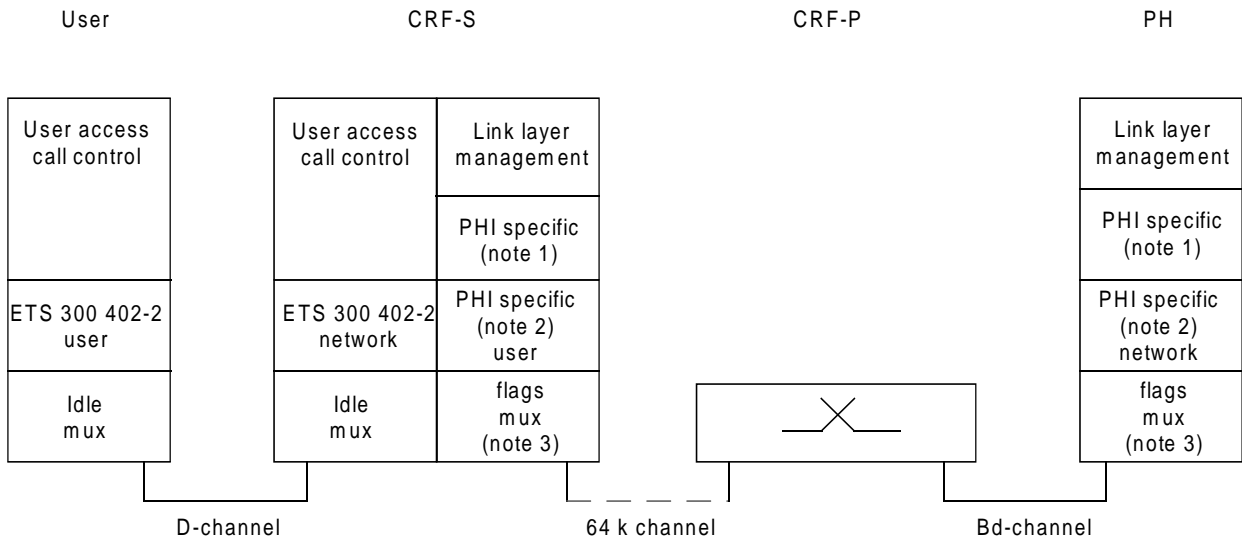 User CRF-S CRF-P PH
User access
call control
User access
call control
Link layer
management
Link layer
management
PHI specific
(note 1)
PHI specific
(note 1)
ETS 300 402-2
user
ETS 300 402-2
network
PHI specific
(note 2)
user
PHI specific
(note 2)
network
Idle
mux
Idle
mux
flags
mux
(note 3)
flags
mux
(note 3)
D-channel 64 k channel Bd-channel